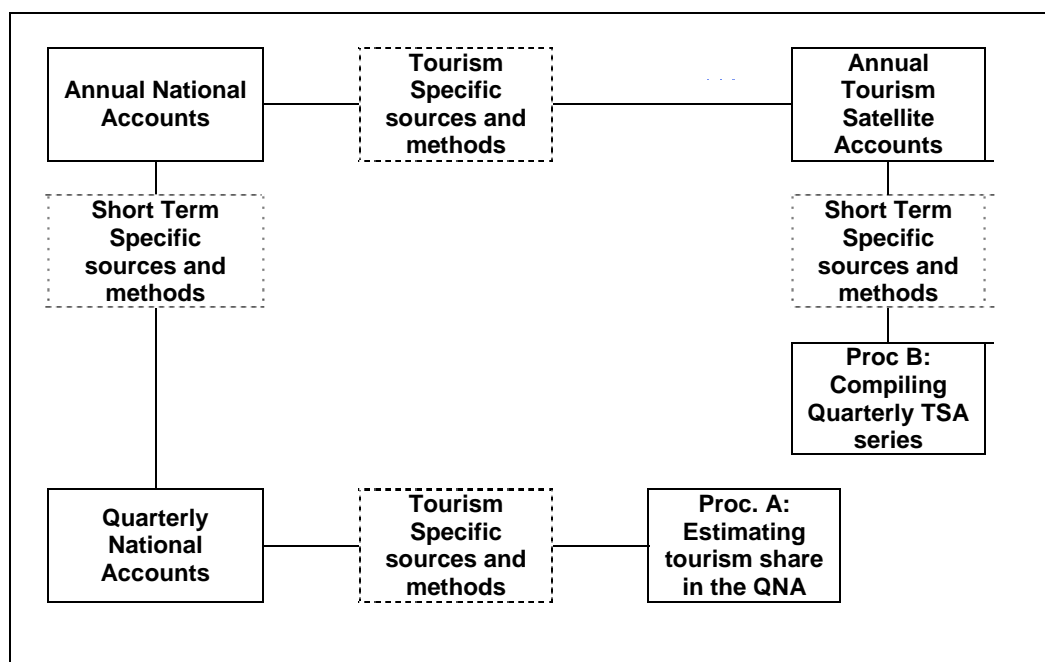 Annual National
Accounts
Tourism
Specific
sources and
methods
Annual
Tourism
Satellite
Accounts
Short Term
Specific
sources and
methods
Short Term
Specific
sources and
methods
Proc B:
Compiling
Quarterly TSA
series
Quarterly
National
Accounts
Tourism
Specific
sources and
methods
Proc. A:
Estimating
tourism share
in the QNA